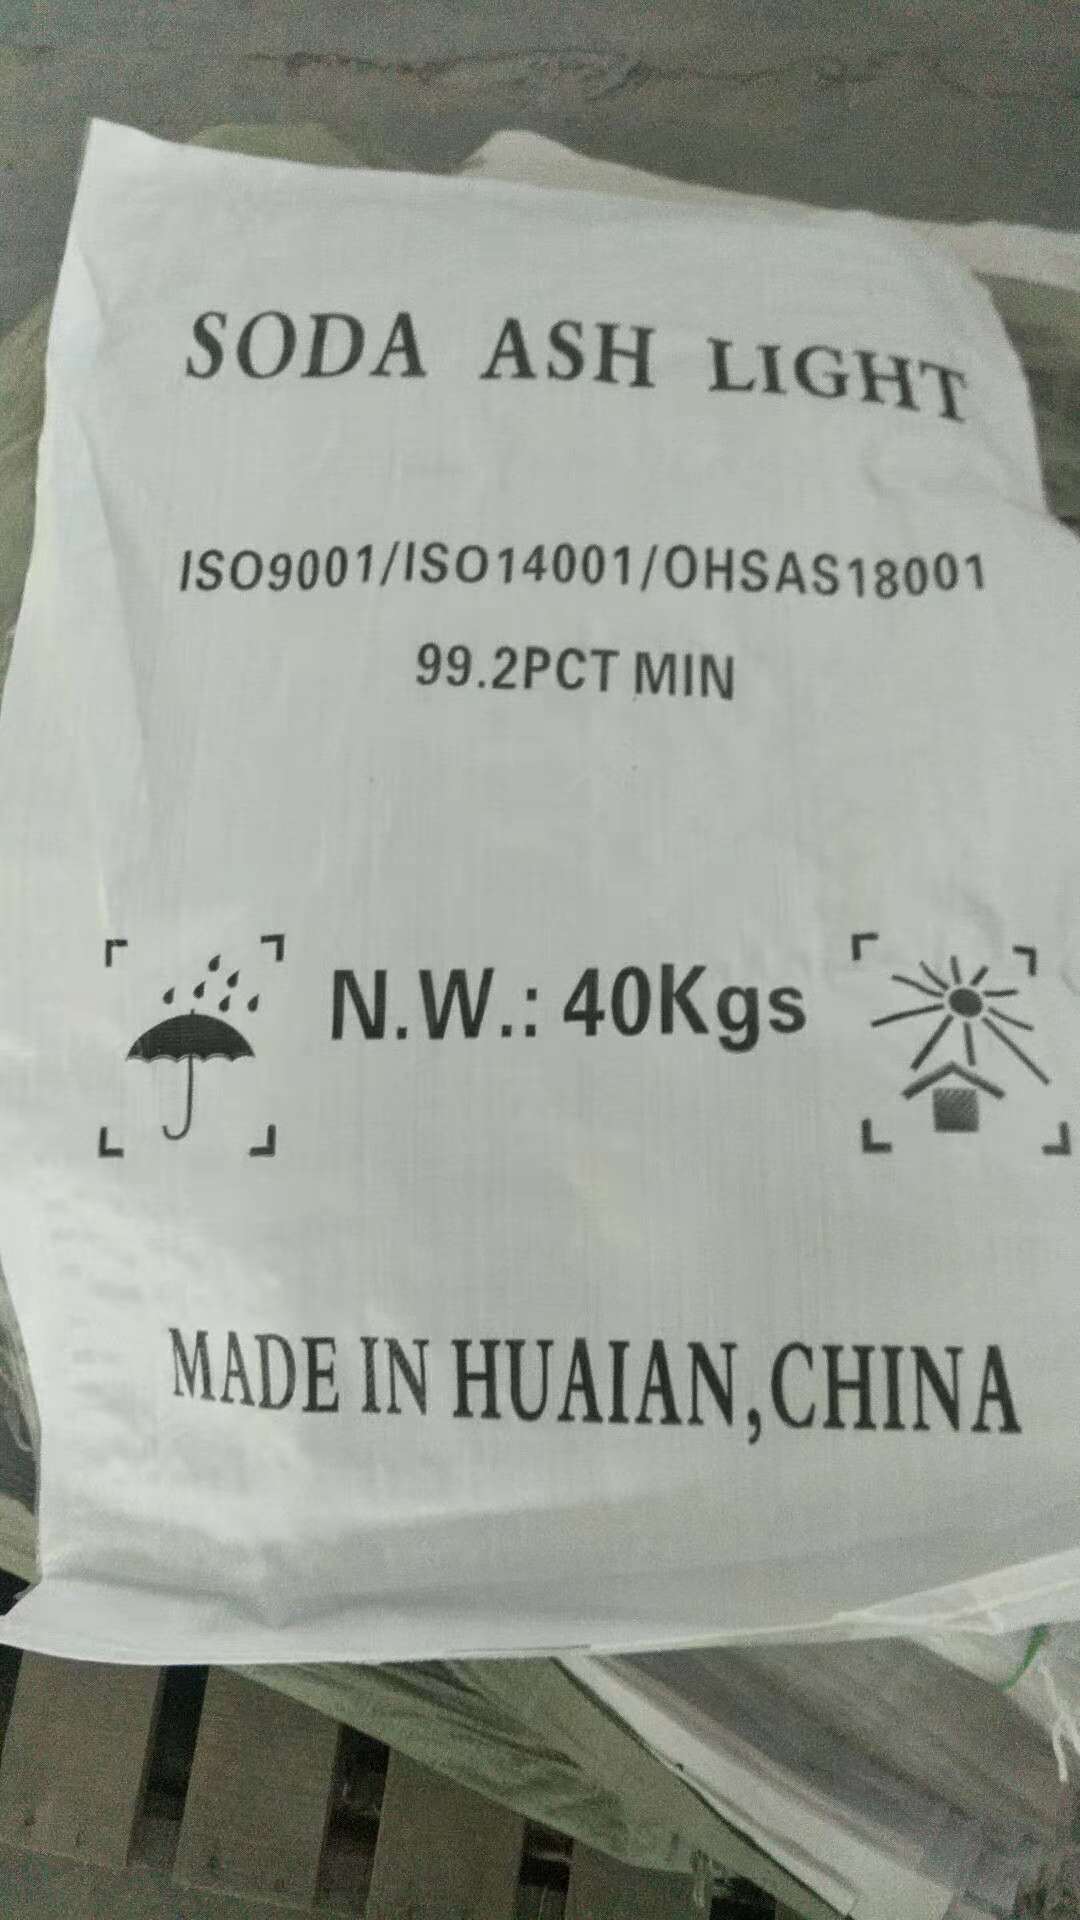 SODA ASH LIGHT
ISO9001/ISO14001/OHSAS18001
99.2PCT MIN
N.W.: 40Kgs
MADE IN HUAIAN,CHINA